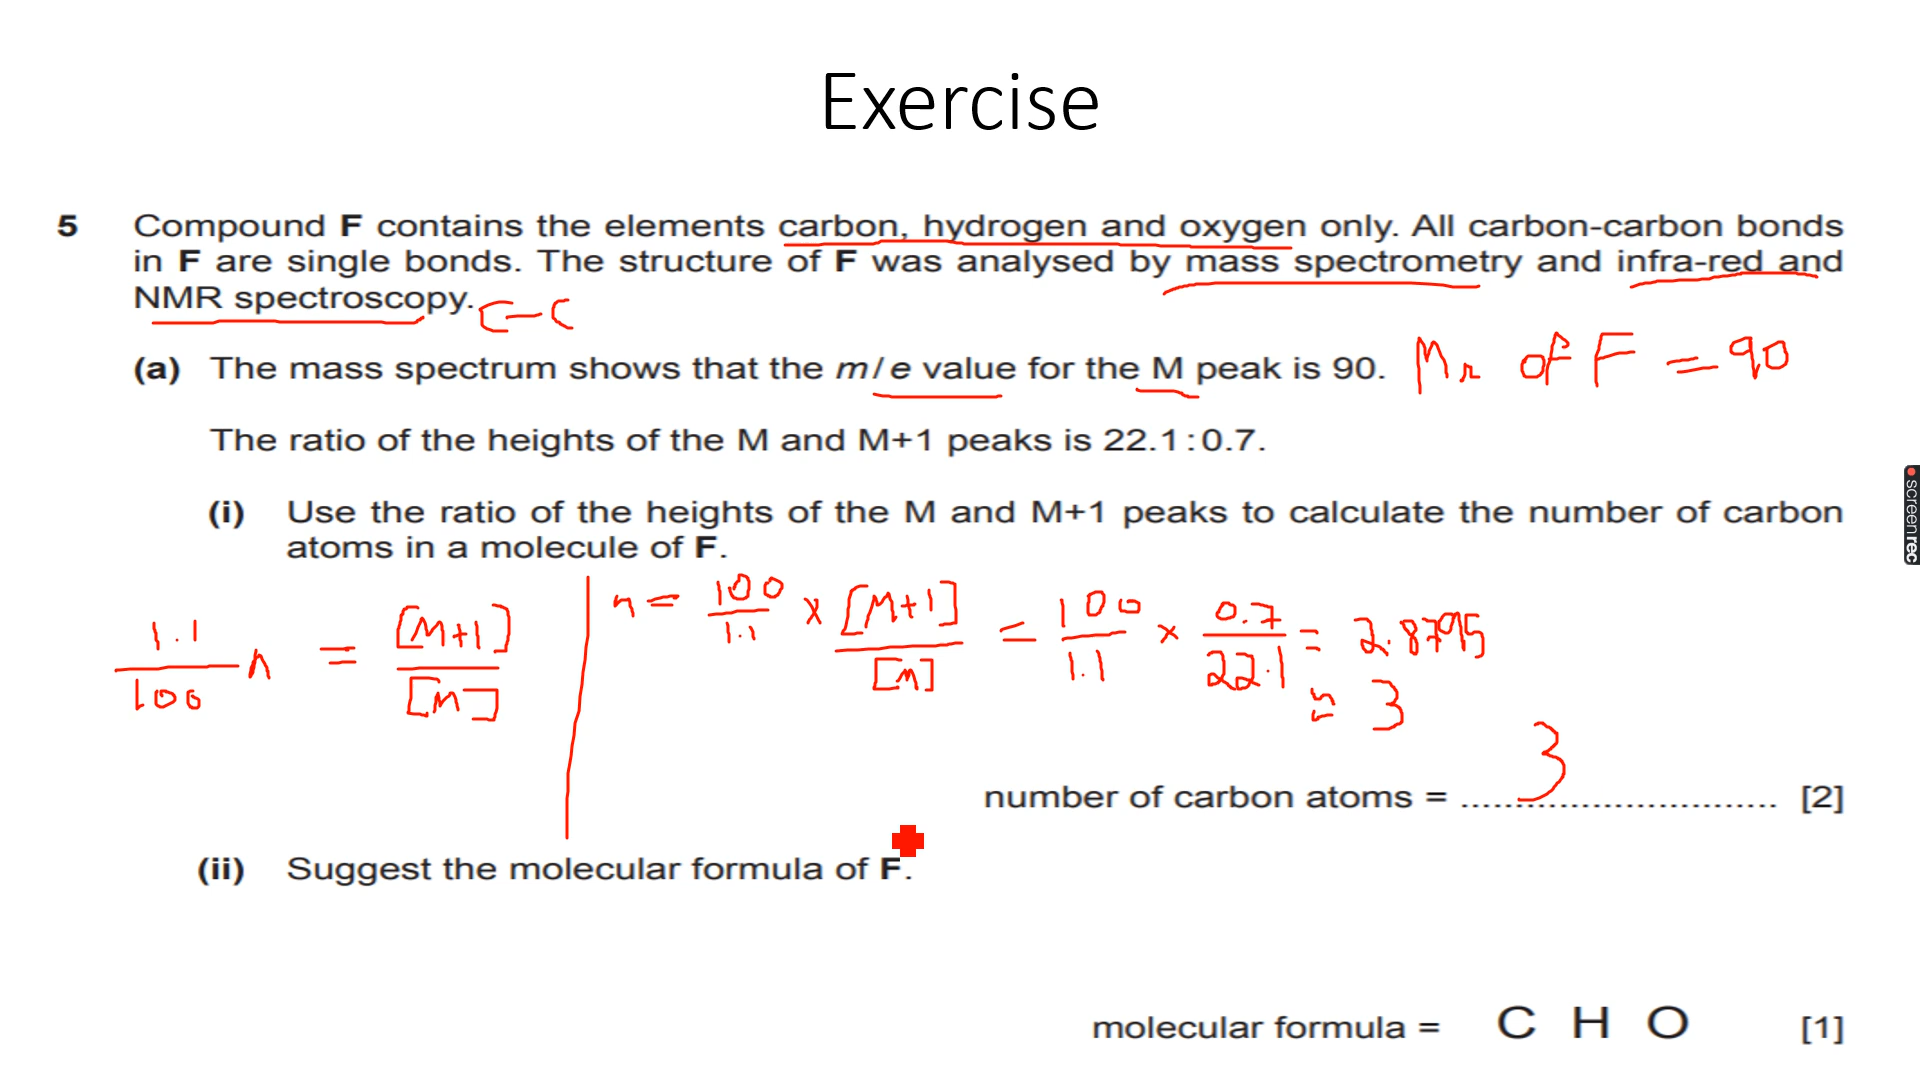 Exercise
5 Compound F contains the elements carbon, hydrogen and oxygen only. All carbon-carbon bonds
in F are single bonds. The structure of F was analysed by mass spectrometry and infra-red and
NMR spectroscopy. C-C
(a) The mass spectrum shows that the m/e value for the M peak is 90. Mr of F = 90
The ratio of the heights of the M and M+1 peaks is 22.1:0.7.
(i) Use the ratio of the heights of the M and M+1 peaks to calculate the number of carbon
atoms in a molecule of F.
1.1/100 n = [M+1]/[M]
n = 100/1.1 × [M+1]/[M] = 100/1.1 × 0.7/22.1 = 2.8795
≈ 3
number of carbon atoms = ...3... [2]
(ii) Suggest the molecular formula of F.
molecular formula = C H O [1]
screenrec